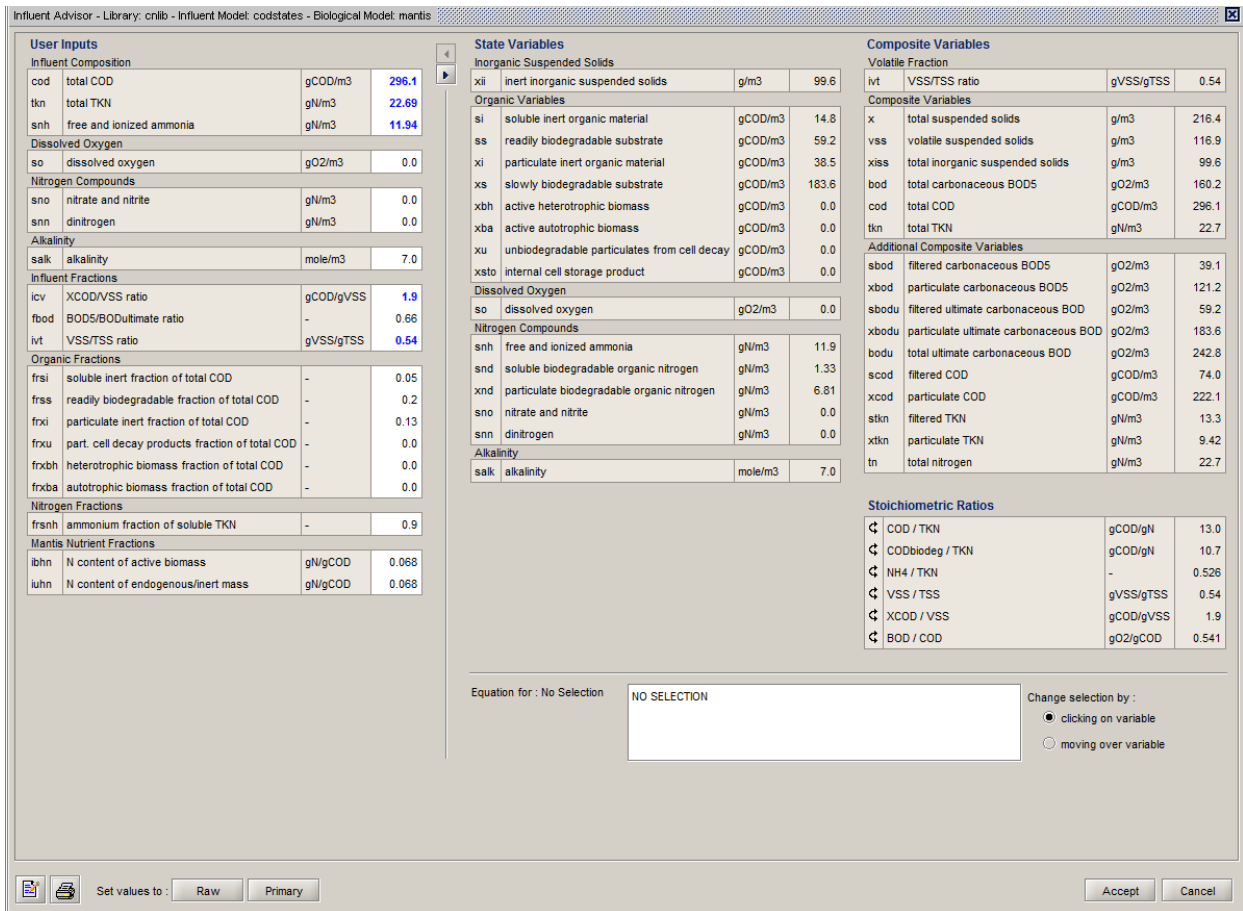 Influent Advisor - Library: cnlib - Influent Model: codstates - Biological Model: mantis
User Inputs
Influent Composition
cod total COD gCOD/m3 296.1
tkn total TKN gN/m3 22.69
snh free and ionized ammonia gN/m3 11.94
Dissolved Oxygen
so dissolved oxygen gO2/m3 0.0
Nitrogen Compounds
sno nitrate and nitrite gN/m3 0.0
snn dinitrogen gN/m3 0.0
Alkalinity
salk alkalinity mole/m3 7.0
Influent Fractions
icv XCOD/VSS ratio gCOD/gVSS 1.9
fbod BOD5/BODultimate ratio - 0.66
ivt VSS/TSS ratio gVSS/gTSS 0.54
Organic Fractions
frsi soluble inert fraction of total COD - 0.05
frss readily biodegradable fraction of total COD - 0.2
frxi particulate inert fraction of total COD - 0.13
frxu part. cell decay products fraction of total COD - 0.0
frxbh heterotrophic biomass fraction of total COD - 0.0
frxba autotrophic biomass fraction of total COD - 0.0
Nitrogen Fractions
frsnh ammonium fraction of soluble TKN - 0.9
Mantis Nutrient Fractions
ibhn N content of active biomass gN/gCOD 0.068
iuhn N content of endogenous/inert mass gN/gCOD 0.068
State Variables
Inorganic Suspended Solids
xii inert inorganic suspended solids g/m3 99.6
Organic Variables
si soluble inert organic material gCOD/m3 14.8
ss readily biodegradable substrate gCOD/m3 59.2
xi particulate inert organic material gCOD/m3 38.5
xs slowly biodegradable substrate gCOD/m3 183.6
xbh active heterotrophic biomass gCOD/m3 0.0
xba active autotrophic biomass gCOD/m3 0.0
xu unbiodegradable particulates from cell decay gCOD/m3 0.0
xsto internal cell storage product gCOD/m3 0.0
Dissolved Oxygen
so dissolved oxygen gO2/m3 0.0
Nitrogen Compounds
snh free and ionized ammonia gN/m3 11.9
snd soluble biodegradable organic nitrogen gN/m3 1.33
xnd particulate biodegradable organic nitrogen gN/m3 6.81
sno nitrate and nitrite gN/m3 0.0
snn dinitrogen gN/m3 0.0
Alkalinity
salk alkalinity mole/m3 7.0
Composite Variables
Volatile Fraction
ivt VSS/TSS ratio gVSS/gTSS 0.54
Composite Variables
x total suspended solids g/m3 216.4
vss volatile suspended solids g/m3 116.9
xiss total inorganic suspended solids g/m3 99.6
bod total carbonaceous BOD5 gO2/m3 160.2
cod total COD gCOD/m3 296.1
tkn total TKN gN/m3 22.7
Additional Composite Variables
sbod filtered carbonaceous BOD5 gO2/m3 39.1
xbod particulate carbonaceous BOD5 gO2/m3 121.2
sbodu filtered ultimate carbonaceous BOD gO2/m3 59.2
xbodu particulate ultimate carbonaceous BOD gO2/m3 183.6
bodu total ultimate carbonaceous BOD gO2/m3 242.8
scod filtered COD gCOD/m3 74.0
xcod particulate COD gCOD/m3 222.1
stkn filtered TKN gN/m3 13.3
xtkn particulate TKN gN/m3 9.42
tn total nitrogen gN/m3 22.7
Stoichiometric Ratios
COD / TKN gCOD/gN 13.0
CODbiodeg / TKN gCOD/gN 10.7
NH4 / TKN - 0.526
VSS / TSS gVSS/gTSS 0.54
XCOD / VSS gCOD/gVSS 1.9
BOD / COD gO2/gCOD 0.541
Equation for : No Selection
NO SELECTION
Change selection by :
clicking on variable
moving over variable
Set values to : Raw Primary
Accept Cancel